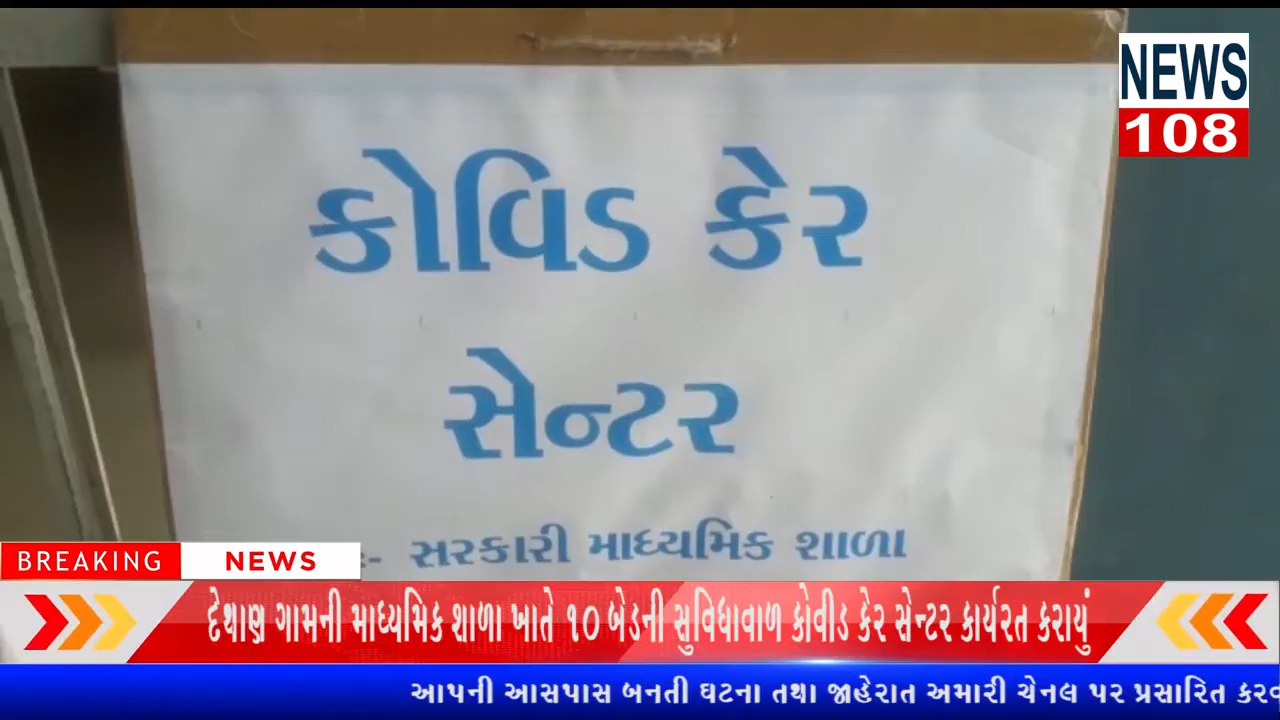 NEWS
108
કોવિડ કેર
સેન્ટર
:- સરકારી માધ્યમિક શાળા
BREAKING NEWS
દેથાણ ગામની માધ્યમિક શાળા ખાતે ૧૦ બેડની સુવિધાવાળ કોવીડ કેર સેન્ટર કાર્યરત કરાયું
આપની આસપાસ બનતી ઘટના તથા જાહેરાત અમારી ચેનલ પર પ્રસારિત